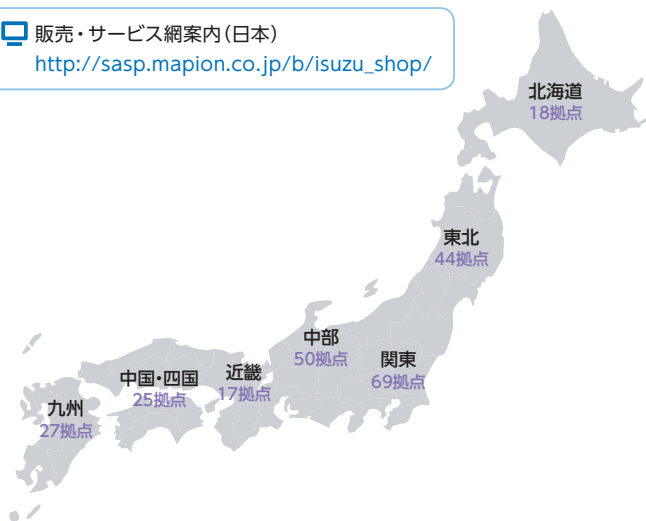 販売・サービス網案内（日本）
http://sasp.mapion.co.jp/b/isuzu_shop/
北海道
18拠点
東北
44拠点
中部
50拠点
関東
69拠点
近畿
17拠点
中国・四国
25拠点
九州
27拠点